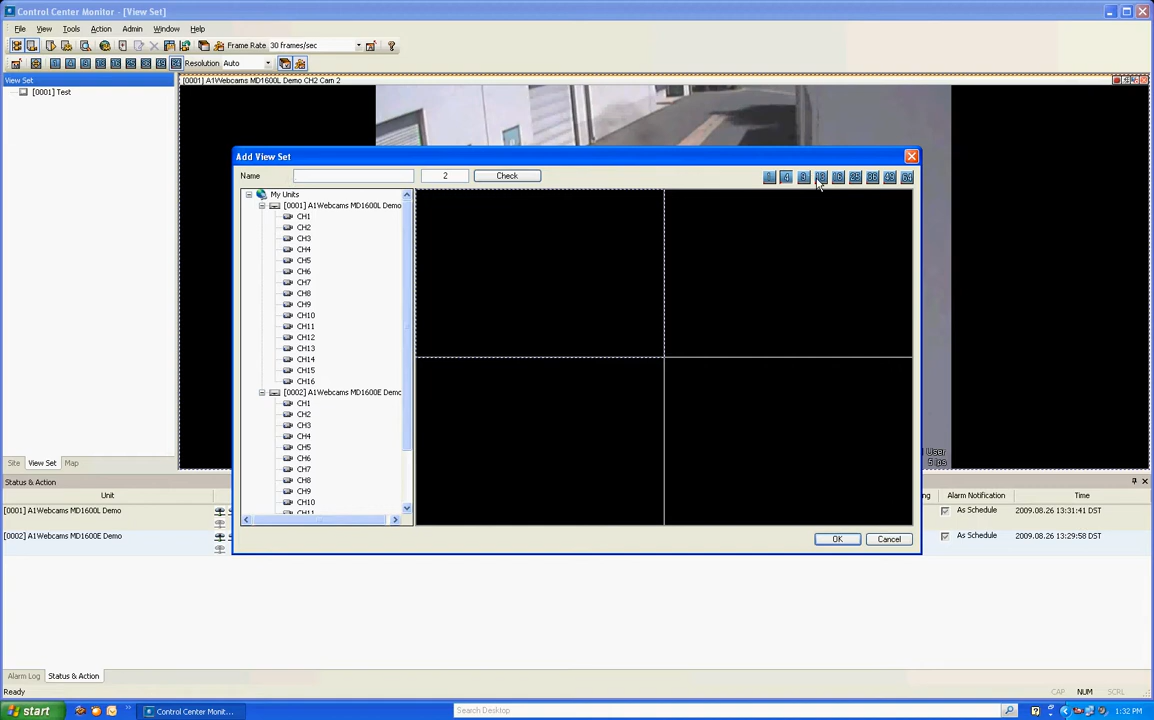 Control Center Monitor - [View Set]
File View Tools Action Admin Window Help
Frame Rate 30 frames/sec
Resolution Auto
View Set
[0001] A1Webcams MD1600L Demo CH2 Cam 2
[0001] Test
Add View Set
Name 2 Check
My Units
[0001] A1Webcams MD1600L Demo
CH1
CH2
CH3
CH4
CH5
CH6
CH7
CH8
CH9
CH10
CH11
CH12
CH13
CH14
CH15
CH16
[0002] A1Webcams MD1600E Demo
CH1
CH2
CH3
CH4
CH5
CH6
CH7
CH8
CH9
CH10
CH11
OK Cancel
User
5 ips
Site View Set Map
Status & Action
Unit
Alarm Notification Time
[0001] A1Webcams MD1600L Demo
As Schedule 2009.08.26 13:31:41 DST
[0002] A1Webcams MD1600E Demo
As Schedule 2009.08.26 13:29:58 DST
Alarm Log Status & Action
Ready
CAP NUM SCRL
start
Control Center Monit...
Search Desktop
1:32 PM